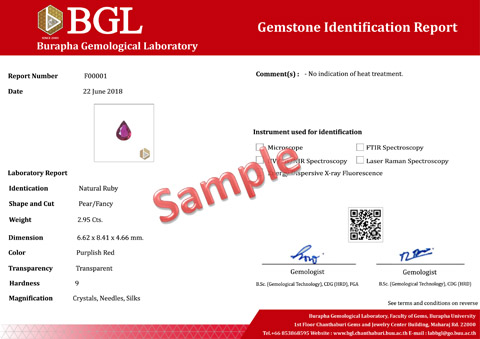 BGL
Burapha Gemological Laboratory
Gemstone Identification Report
Report Number F00001
Date 22 June 2018
Comment(s) : - No indication of heat treatment.
BGL
Instrument used for identification
Microscope FTIR Spectroscopy
Spectroscopy Laser Raman Spectroscopy
X-ray Fluorescence
Sample
Laboratory Report
Identication Natural Ruby
Shape and Cut Pear/Fancy
Weight 2.95 Cts.
Dimension 6.62 x 8.41 x 4.66 mm.
Color Purplish Red
Transparency Transparent
Hardness 9
Magnification Crystals, Needles, Silks
Gemologist Gemologist
B.Sc. (Gemological Technology), CDG (HRD), FGA B.Sc. (Gemological Technology), CDG (HRD)
See terms and conditions on reverse
Burapha Gemological Laboratory, Faculty of Gems, Burapha University
1st Floor Chanthaburi Gems and Jewelry Center Building, Maharaj Rd. 22000
Tel.+66-853868595 Website : www.bgl.chanthaburi.buu.ac.th E-mail : labbgl@go.buu.ac.th